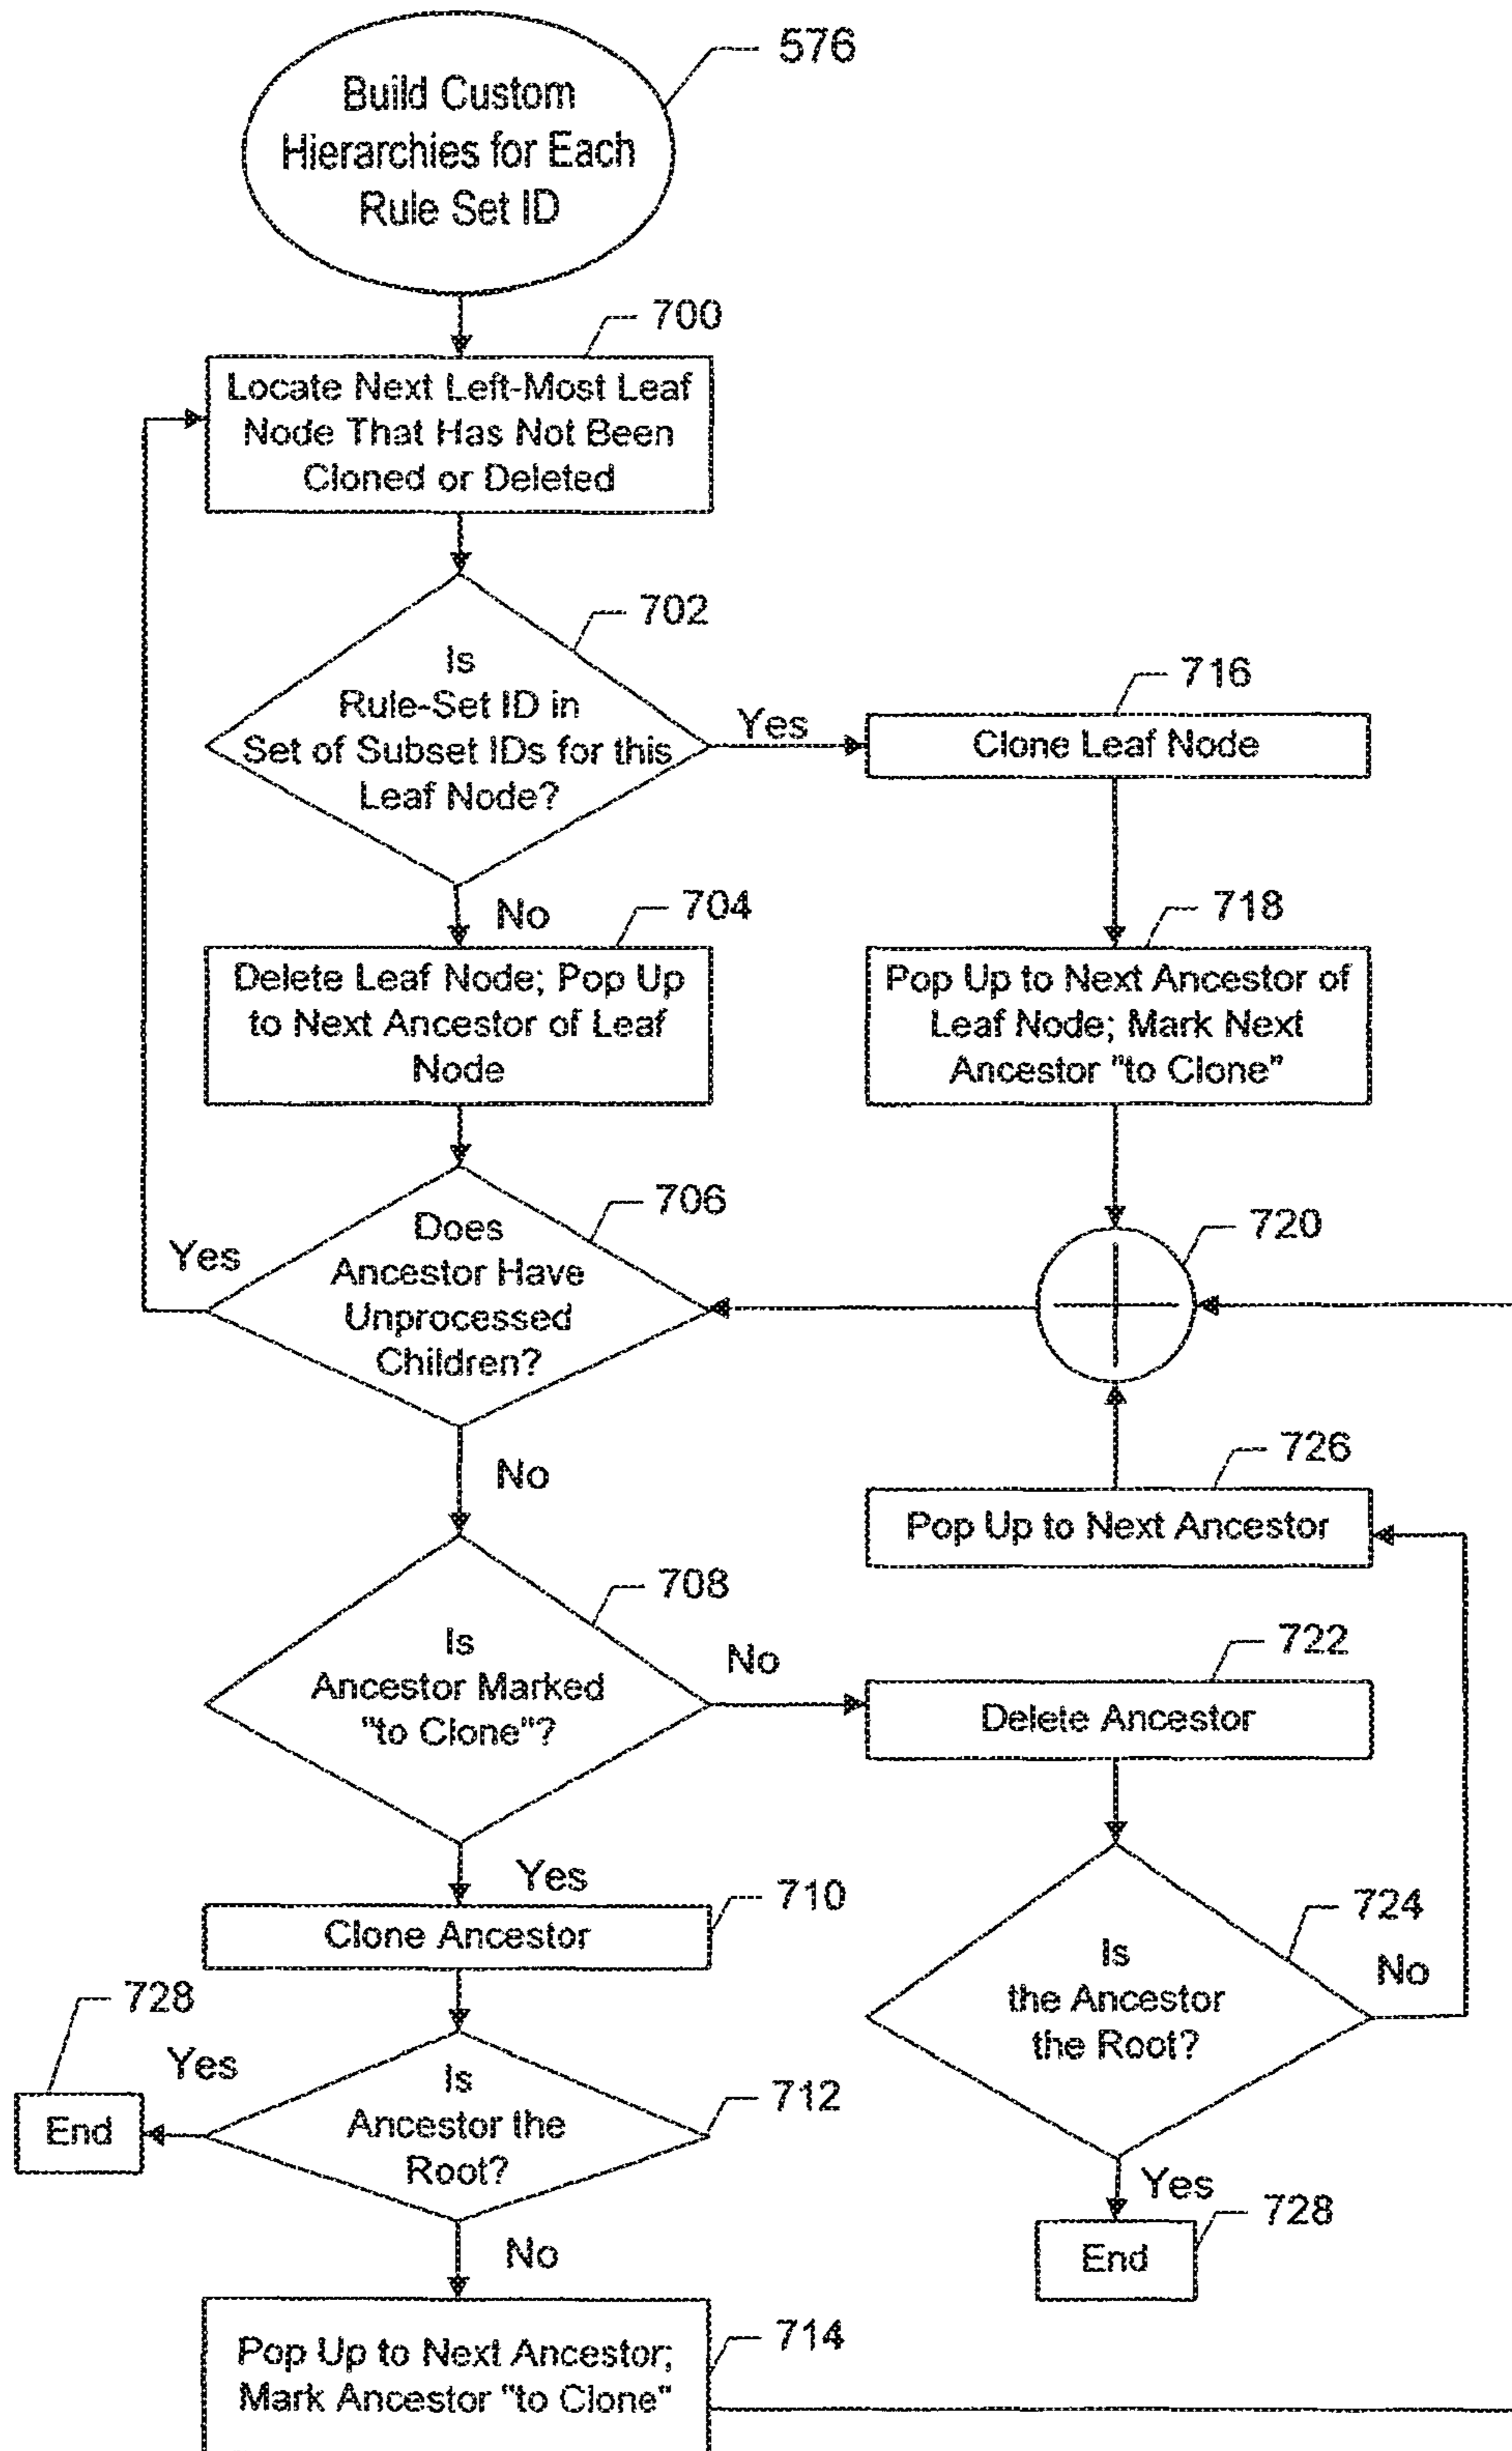 Build Custom
Hierarchies for Each
Rule Set ID
576
700
Locate Next Left-Most Leaf
Node That Has Not Been
Cloned or Deleted
702
Is
Rule-Set ID in
Set of Subset IDs for this
Leaf Node?
Yes
716
Clone Leaf Node
No
704
Delete Leaf Node; Pop Up
to Next Ancestor of Leaf
Node
718
Pop Up to Next Ancestor of
Leaf Node; Mark Next
Ancestor "to Clone"
706
Does
Ancestor Have
Unprocessed
Children?
Yes
720
No
726
Pop Up to Next Ancestor
708
Is
Ancestor Marked
"to Clone"?
No
722
Delete Ancestor
Yes
710
Clone Ancestor
724
Is
the Ancestor
the Root?
No
728
Yes
End
Is
Ancestor the
Root?
712
Yes
728
End
No
714
Pop Up to Next Ancestor;
Mark Ancestor "to Clone"